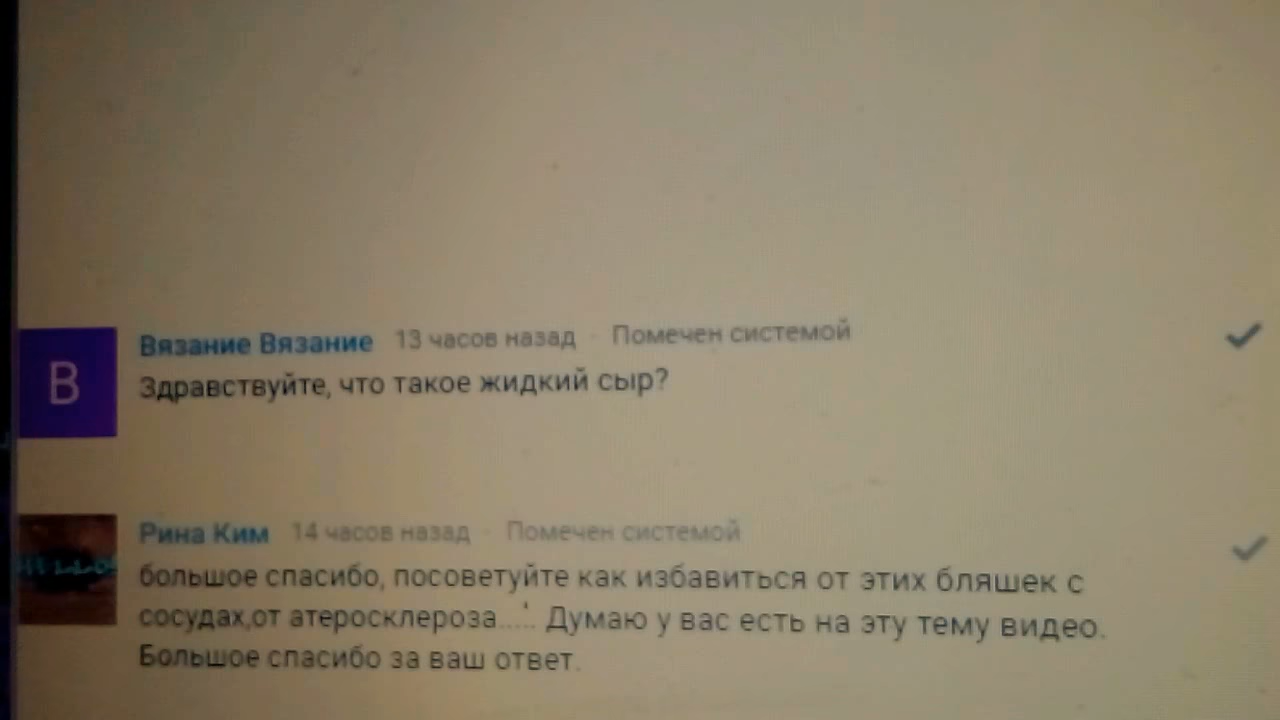 Вязание Вязание 13 часов назад · Помечен системой
В
Здравствуйте, что такое жидкий сыр?
Рина Ким 14 часов назад · Помечен системой
большое спасибо, посоветуйте как избавиться от этих бляшек с
сосудах,от атеросклероза..... Думаю у вас есть на эту тему видео.
Большое спасибо за ваш ответ.